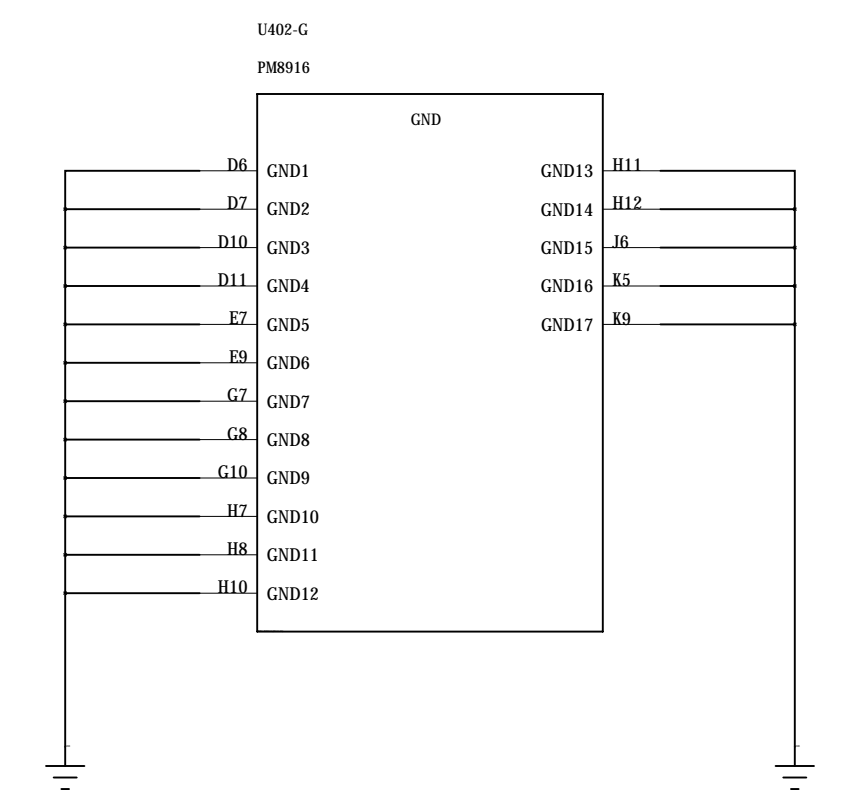 U402-G
PM8916
GND
D6 GND1 GND13 H11
D7 GND2 GND14 H12
D10 GND3 GND15 J6
D11 GND4 GND16 K5
E7 GND5 GND17 K9
E9 GND6
G7 GND7
G8 GND8
G10 GND9
H7 GND10
H8 GND11
H10 GND12